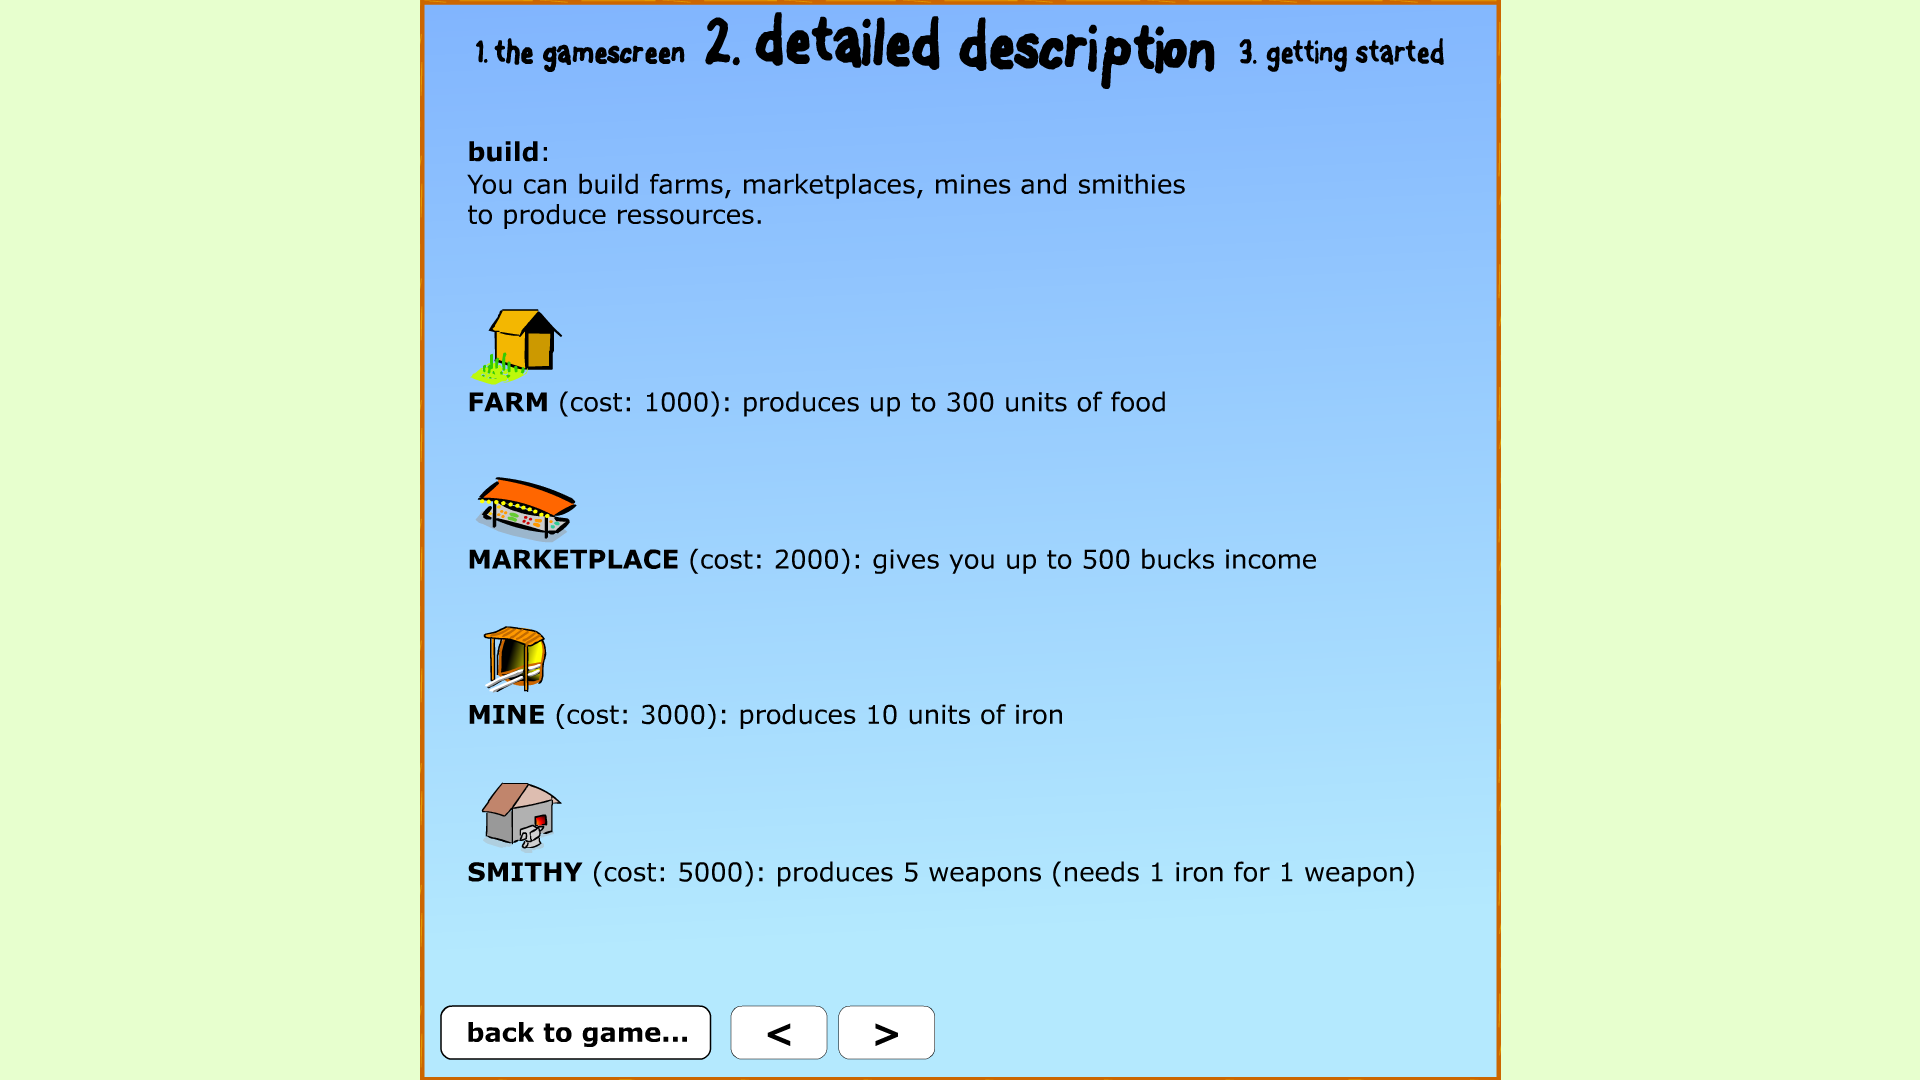 1. the gamescreen 2. detailed description 3. getting started
build:
You can build farms, marketplaces, mines and smithies
to produce ressources.
FARM (cost: 1000): produces up to 300 units of food
MARKETPLACE (cost: 2000): gives you up to 500 bucks income
MINE (cost: 3000): produces 10 units of iron
SMITHY (cost: 5000): produces 5 weapons (needs 1 iron for 1 weapon)
back to game... < >